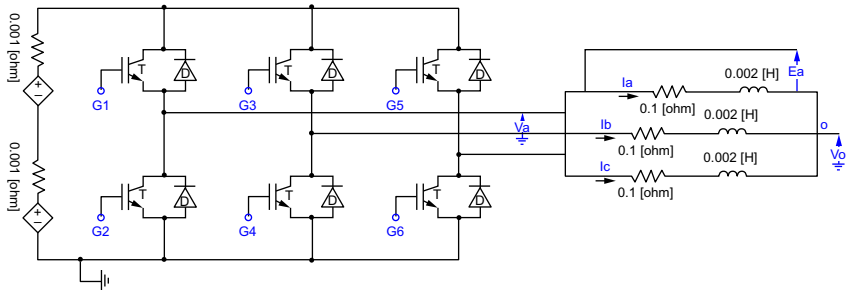 0.001 [ohm]
+
−
0.001 [ohm]
+
−
T
D
G1
T
D
G3
T
D
G5
T
D
G2
T
D
G4
T
D
G6
Va
Ia
0.1 [ohm]
0.002 [H]
Ea
Ib
0.1 [ohm]
0.002 [H]
o
Vo
Ic
0.1 [ohm]
0.002 [H]